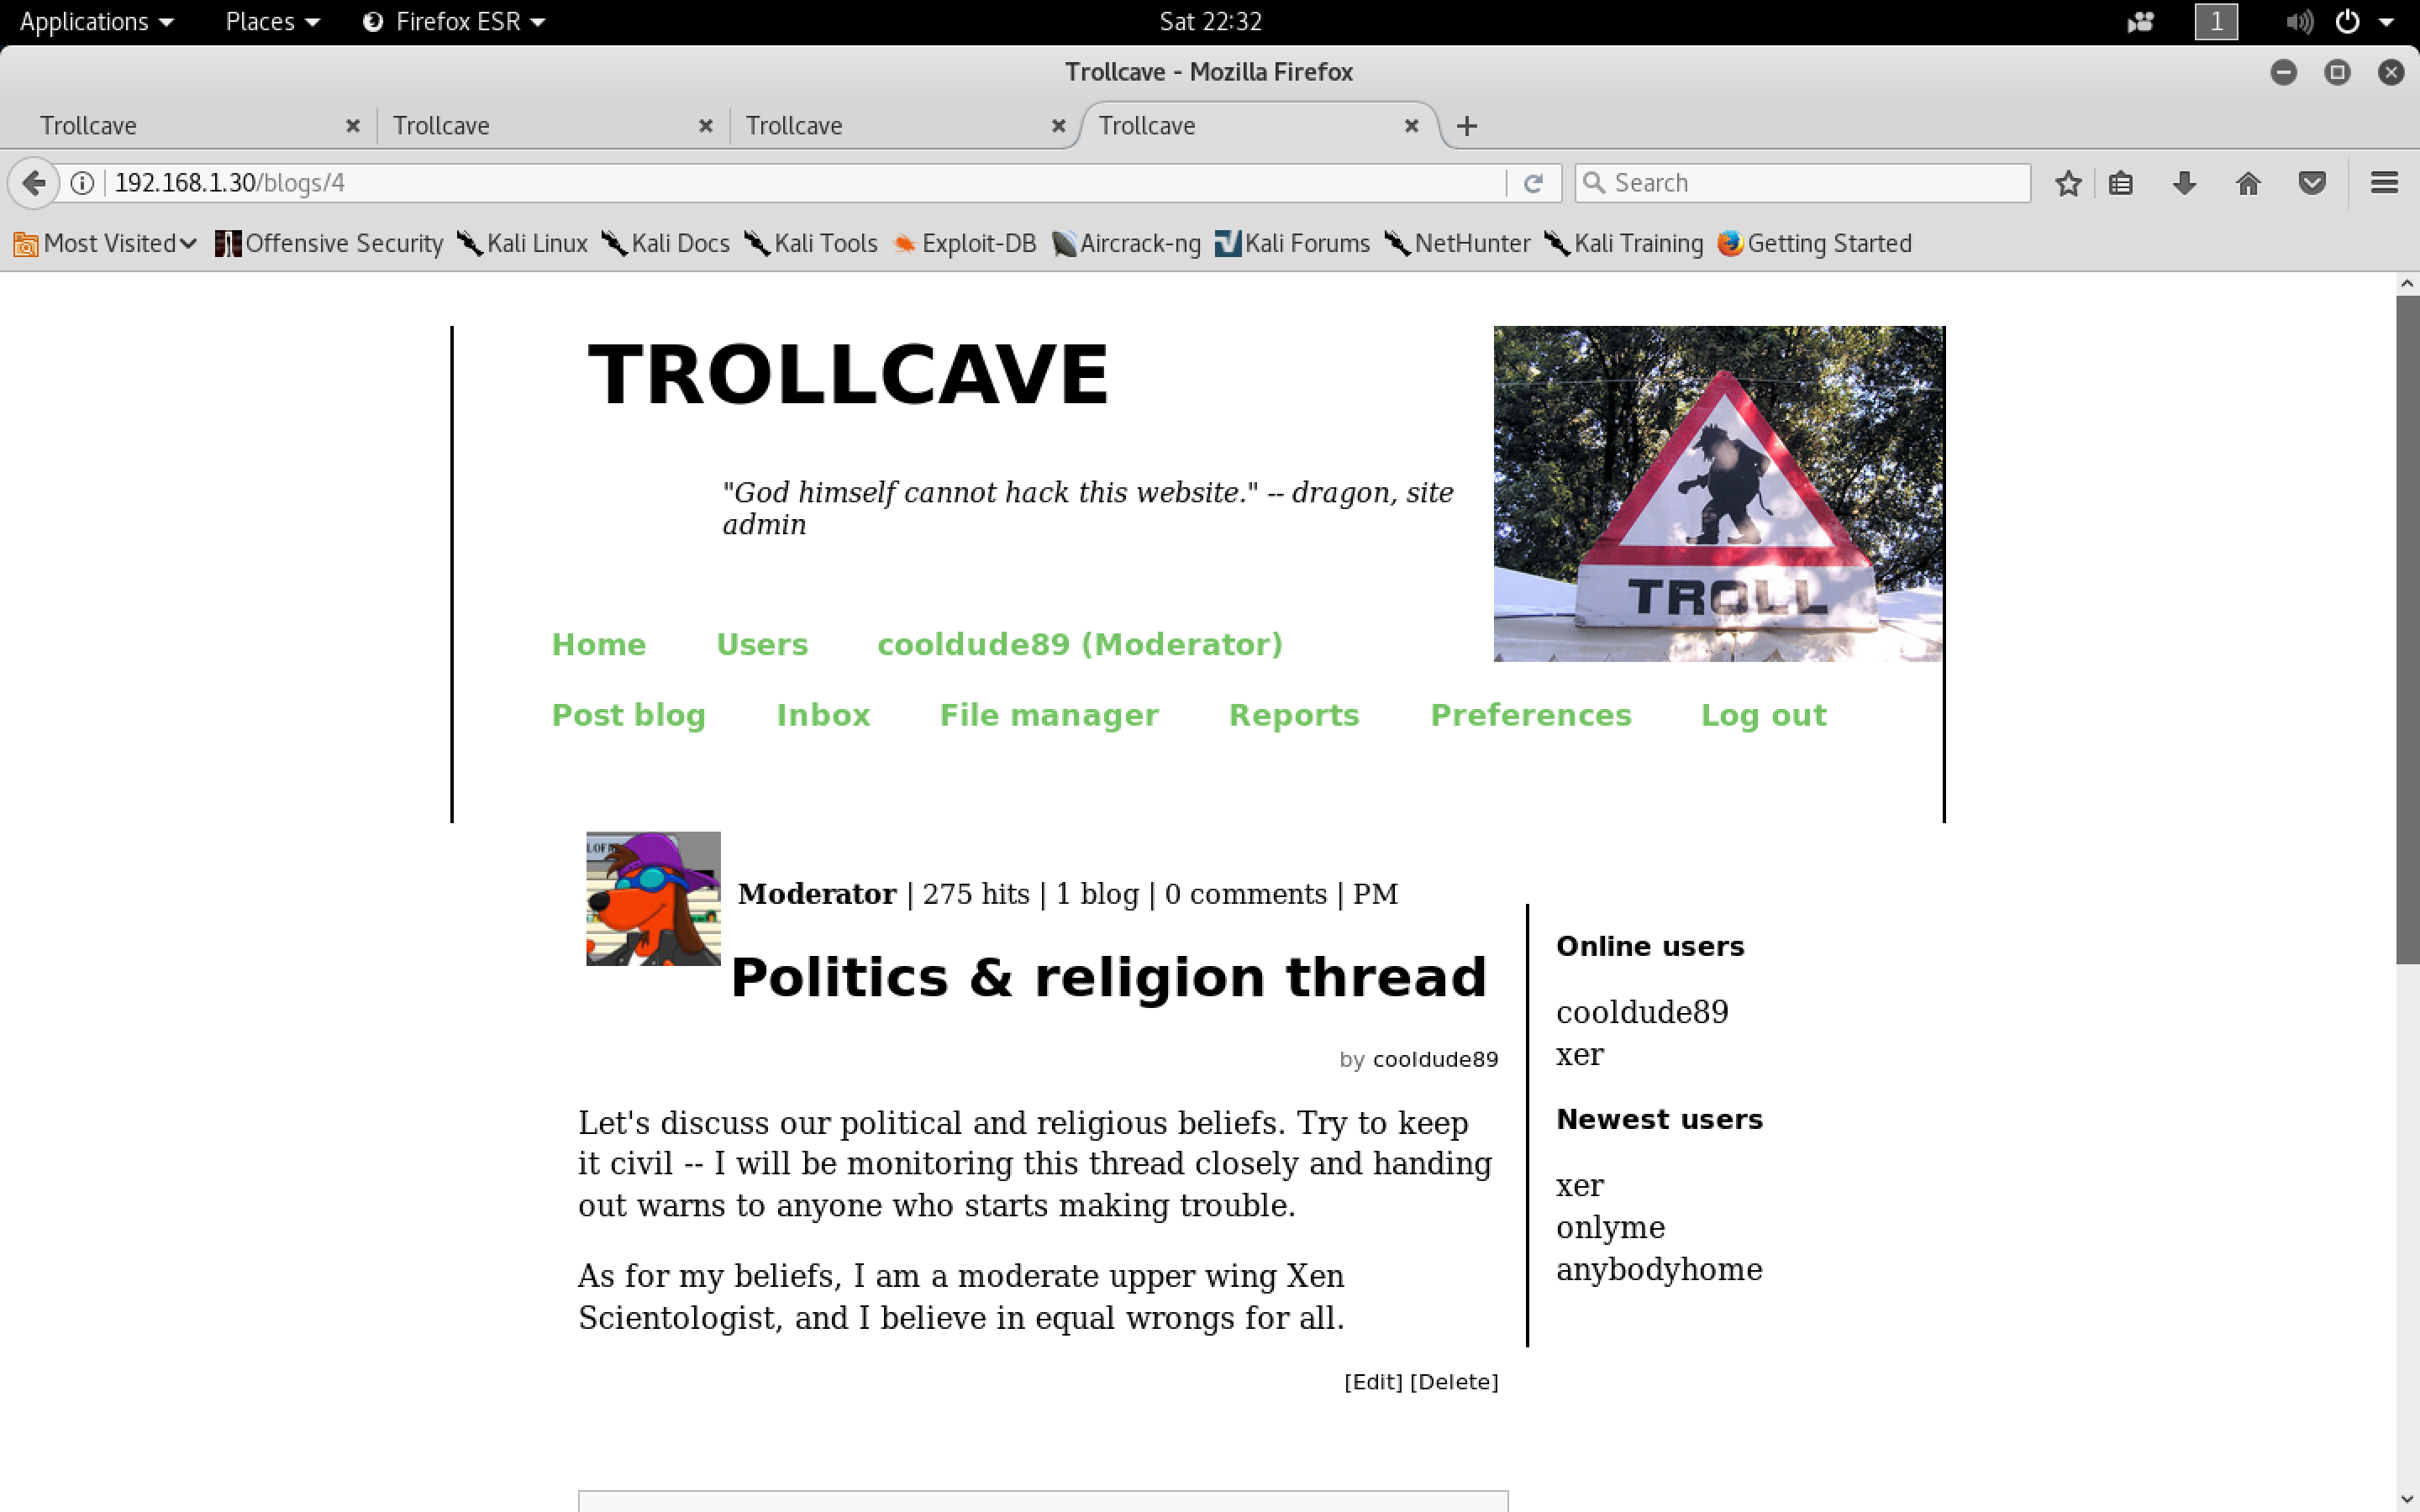 Applications Places Firefox ESR Sat 22:32 1
Trollcave - Mozilla Firefox
Trollcave Trollcave Trollcave Trollcave
192.168.1.30/blogs/4 Search
Most Visited Offensive Security Kali Linux Kali Docs Kali Tools Exploit-DB Aircrack-ng Kali Forums NetHunter Kali Training Getting Started
TROLLCAVE
"God himself cannot hack this website." -- dragon, site
admin
TROLL
Home Users cooldude89 (Moderator)
Post blog Inbox File manager Reports Preferences Log out
Moderator | 275 hits | 1 blog | 0 comments | PM
Politics & religion thread
by cooldude89
Let's discuss our political and religious beliefs. Try to keep
it civil -- I will be monitoring this thread closely and handing
out warns to anyone who starts making trouble.
As for my beliefs, I am a moderate upper wing Xen
Scientologist, and I believe in equal wrongs for all.
[Edit] [Delete]
Online users
cooldude89
xer
Newest users
xer
onlyme
anybodyhome